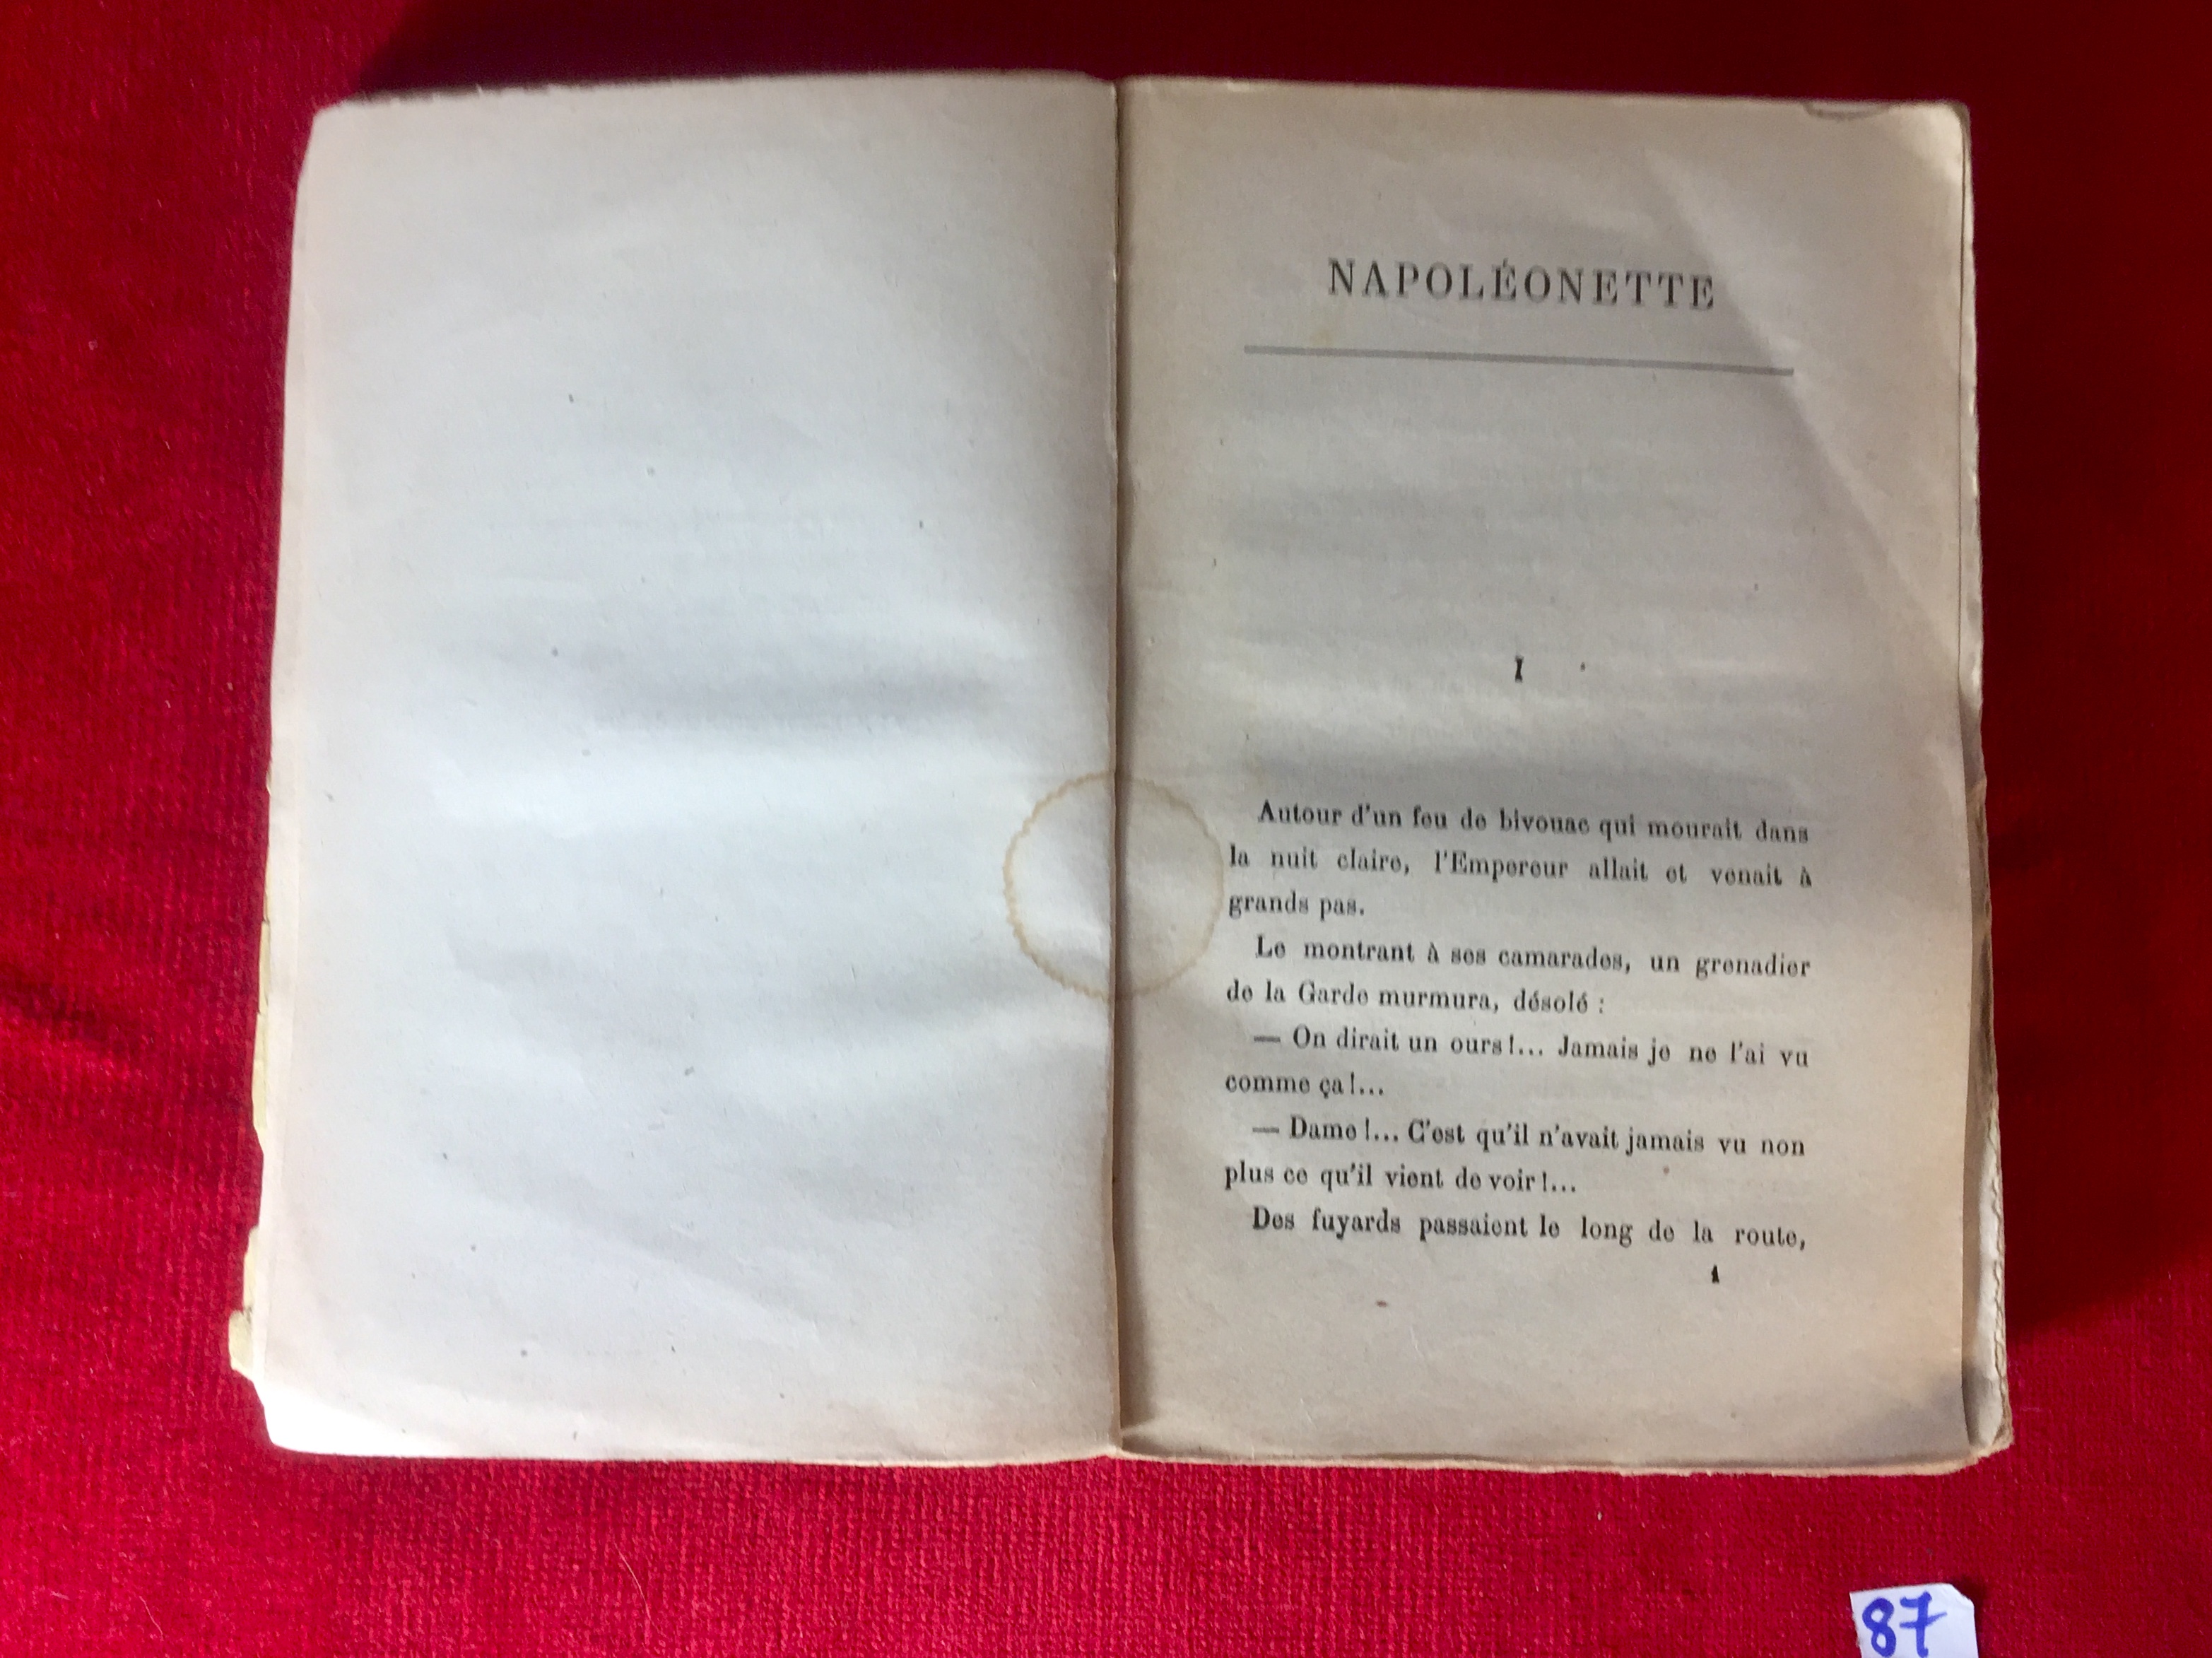 NAPOLÉONETTE
I
Autour d'un feu de bivouac qui mourait dans
la nuit claire, l'Empereur allait et venait à
grands pas.
Le montrant à ses camarades, un grenadier
de la Garde murmura, désolé :
— On dirait un ours !... Jamais je ne l'ai vu
comme ça !...
— Dame !... C'est qu'il n'avait jamais vu non
plus ce qu'il vient de voir !...
Des fuyards passaient le long de la route,
1
87